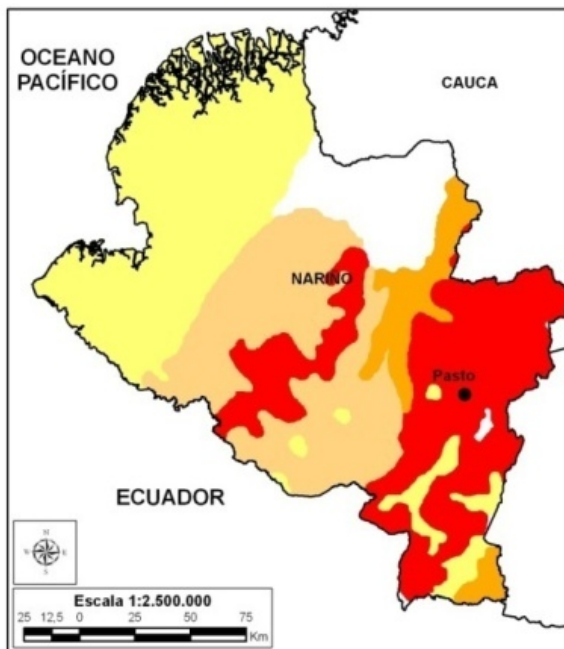 OCEANO
PACÍFICO
CAUCA
NARIÑO
Pasto
ECUADOR
Escala 1:2.500.000
25 12,5 0 25 50 75
Km